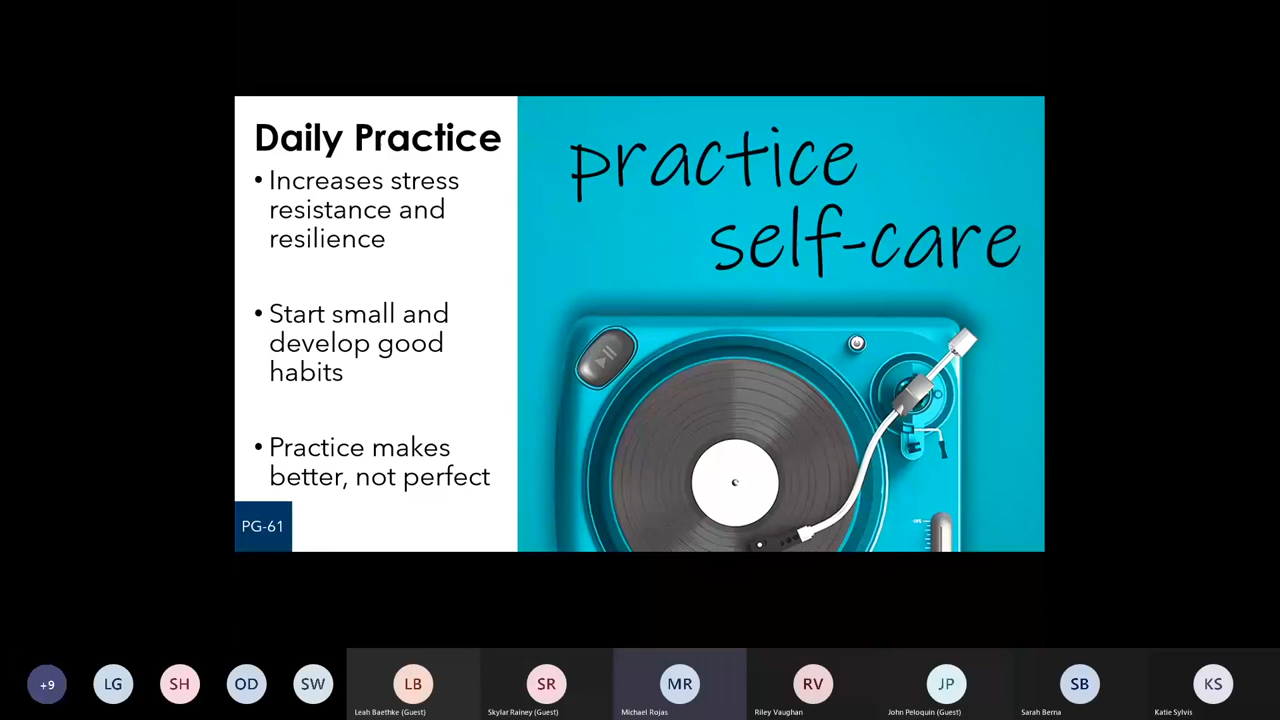 Daily Practice
• Increases stress
resistance and
resilience
• Start small and
develop good
habits
• Practice makes
better, not perfect
PG-61
practice
self-care
+9
LG
SH
OD
SW
LB
SR
MR
RV
JP
SB
KS
Leah Baethke (Guest)
Skylar Rainey (Guest)
Michael Rojas
Riley Vaughan
John Peloquin (Guest)
Sarah Berna
Katie Sylvis